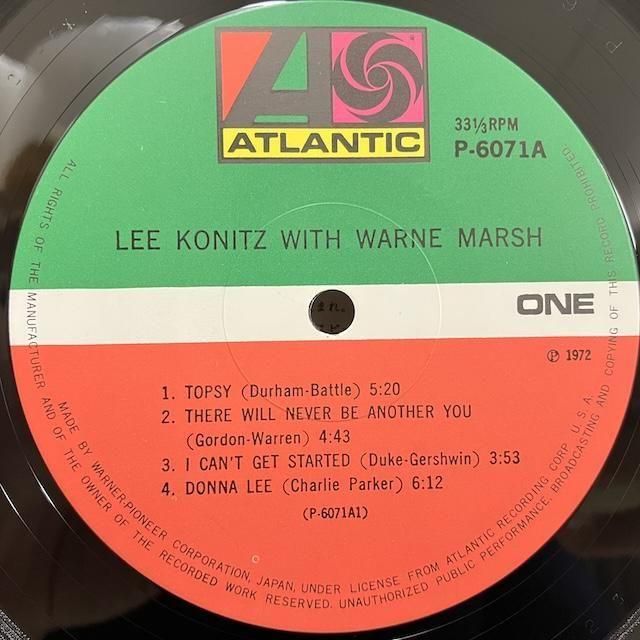 ATLANTIC
33⅓RPM
P-6071A
LEE KONITZ WITH WARNE MARSH
まれ。
ONE
Ⓟ 1972
1. TOPSY (Durham-Battle) 5:20
2. THERE WILL NEVER BE ANOTHER YOU
(Gordon-Warren) 4:43
3. I CAN'T GET STARTED (Duke-Gershwin) 3:53
4. DONNA LEE (Charlie Parker) 6:12
(P-6071A1)
MADE BY WARNER-PIONEER CORPORATION, JAPAN, UNDER LICENSE FROM ATLANTIC RECORDING CORP. U.S.A.
ALL RIGHTS OF THE MANUFACTURER AND OF THE OWNER OF THE RECORDED WORK RESERVED. UNAUTHORIZED PUBLIC PERFORMANCE, BROADCASTING AND COPYING OF THIS RECORD PROHIBITED.